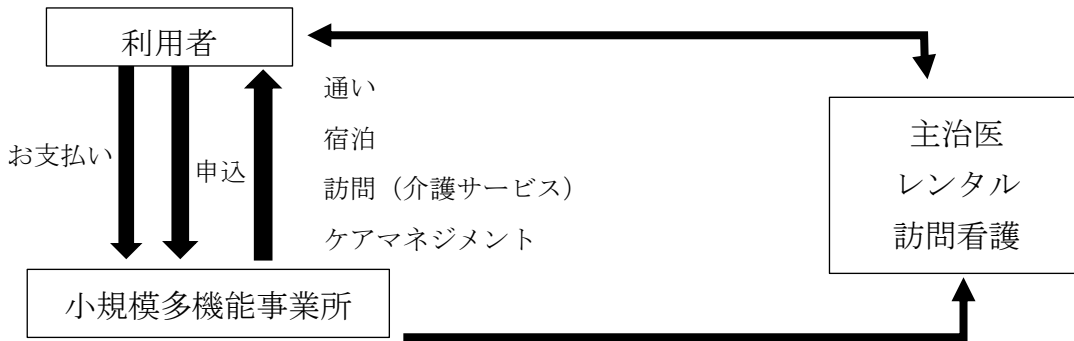 利用者
お支払い
申込
通い
宿泊
訪問（介護サービス）
ケアマネジメント
主治医
レンタル
訪問看護
小規模多機能事業所